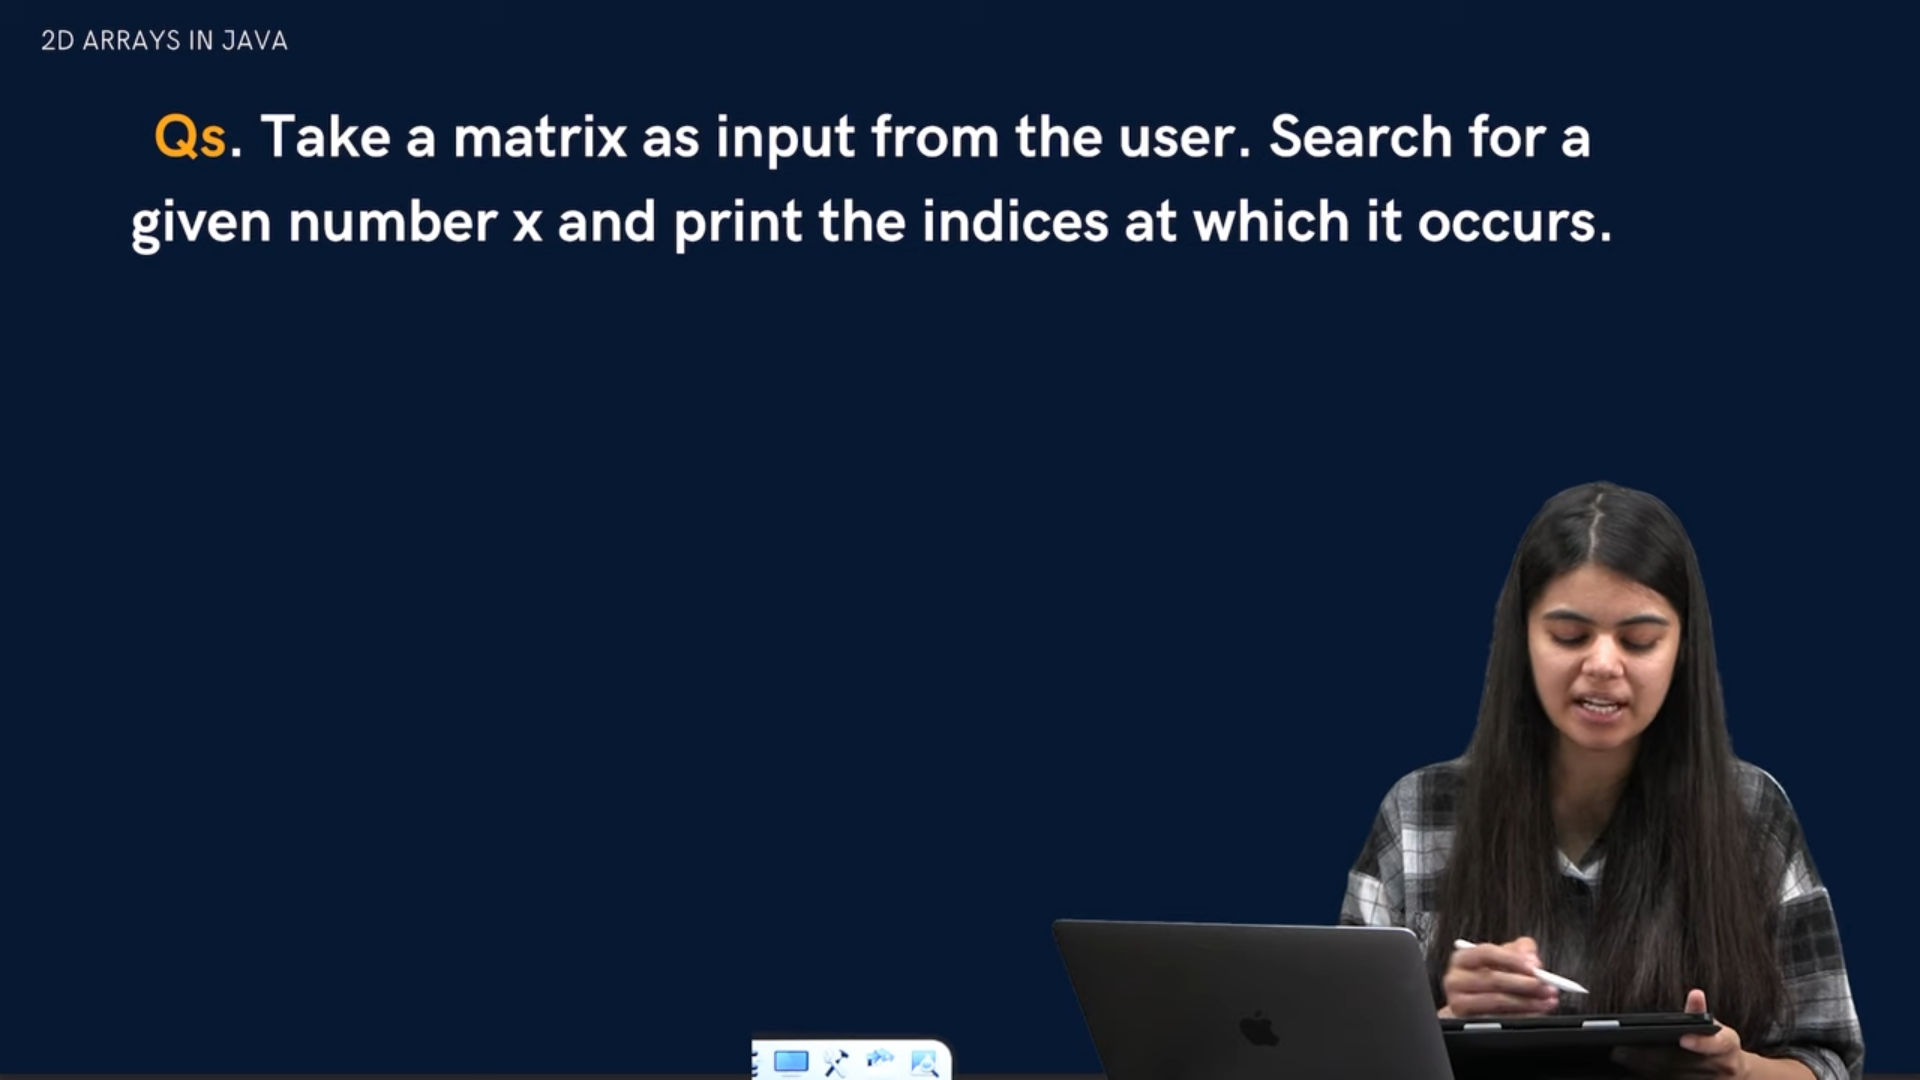 2D ARRAYS IN JAVA
Qs. Take a matrix as input from the user. Search for a
given number x and print the indices at which it occurs.